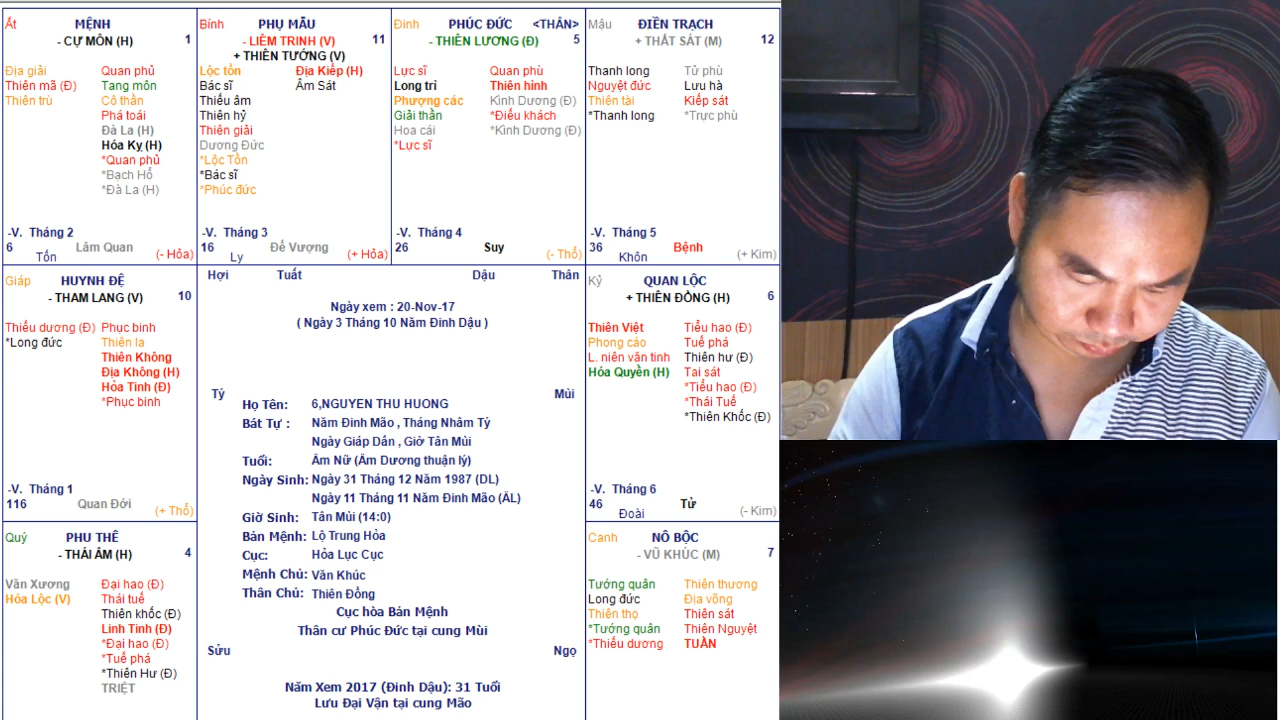 Ất MỆNH
- CỰ MÔN (H) 1
Địa giải Quan phủ
Thiên mã (Đ) Tang môn
Thiên trù Cô thần
Phá toái
Đà La (H)
Hóa Kỵ (H)
*Quan phủ
*Bạch Hổ
*Đà La (H)
-V. Tháng 2
6 Tốn Lâm Quan (- Hỏa)
Bính PHỤ MẪU
- LIÊM TRINH (V) 11
+ THIÊN TƯỚNG (V)
Lộc tồn Địa Kiếp (H)
Bác sĩ Âm Sát
Thiếu âm
Thiên hỷ
Thiên giải
Dương Đức
*Lộc Tồn
*Bác sĩ
*Phúc đức
-V. Tháng 3
16 Ly Đế Vượng (+ Hỏa)
Đinh PHÚC ĐỨC <THÂN>
- THIÊN LƯƠNG (Đ) 5
Lực sĩ Quan phù
Long trì Thiên hình
Phượng các Kình Dương (Đ)
Giải thần *Điếu khách
Hoa cái *Kình Dương (Đ)
*Lực sĩ
-V. Tháng 4
26 Suy (- Thổ)
Mậu ĐIỀN TRẠCH
+ THẤT SÁT (M) 12
Thanh long Tử phù
Nguyệt đức Lưu hà
Thiên tài Kiếp sát
*Thanh long *Trực phù
-V. Tháng 5
36 Khôn Bệnh (+ Kim)
Giáp HUYNH ĐỆ
- THAM LANG (V) 10
Thiếu dương (Đ) Phục binh
*Long đức Thiên la
Thiên Không
Địa Không (H)
Hỏa Tinh (Đ)
*Phục binh
-V. Tháng 1
116 Quan Đới (+ Thổ)
Hợi Tuất Dậu Thân
Ngày xem : 20-Nov-17
( Ngày 3 Tháng 10 Năm Đinh Dậu )
Tý Mùi
Họ Tên: 6,NGUYEN THU HUONG
Bát Tự : Năm Đinh Mão , Tháng Nhâm Tý
Ngày Giáp Dần , Giờ Tân Mùi
Tuổi: Âm Nữ (Âm Dương thuận lý)
Ngày Sinh: Ngày 31 Tháng 12 Năm 1987 (DL)
Ngày 11 Tháng 11 Năm Đinh Mão (ÂL)
Giờ Sinh: Tân Mùi (14:0)
Bản Mệnh: Lộ Trung Hỏa
Cục: Hỏa Lục Cục
Mệnh Chủ: Văn Khúc
Thân Chủ: Thiên Đồng
Cục hòa Bản Mệnh
Thân cư Phúc Đức tại cung Mùi
Sửu Ngọ
Năm Xem 2017 (Đinh Dậu): 31 Tuổi
Lưu Đại Vận tại cung Mão
Kỷ QUAN LỘC
+ THIÊN ĐỒNG (H) 6
Thiên Việt Tiểu hao (Đ)
Phong cáo Tuế phá
L. niên văn tinh Thiên hư (Đ)
Hóa Quyền (H) Tai sát
*Tiểu hao (Đ)
*Thái Tuế
*Thiên Khốc (Đ)
-V. Tháng 6
46 Đoài Tử (- Kim)
Quý PHU THÊ
- THÁI ÂM (H) 4
Văn Xương Đại hao (Đ)
Hóa Lộc (V) Thái tuế
Thiên khốc (Đ)
Linh Tinh (Đ)
*Đại hao (Đ)
*Tuế phá
*Thiên Hư (Đ)
TRIỆT
Canh NÔ BỘC
- VŨ KHÚC (M) 7
Tướng quân Thiên thương
Long đức Địa võng
Thiên thọ Thiên sát
*Tướng quân Thiên Nguyệt
*Thiếu dương TUẦN